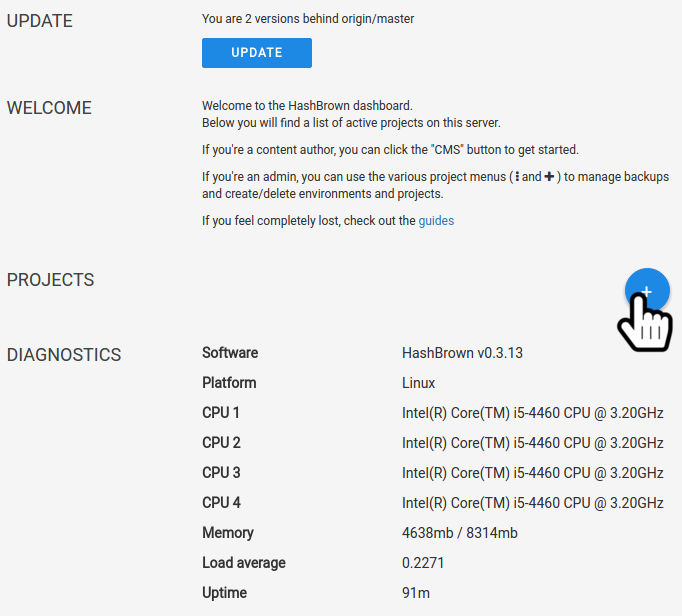 UPDATE
You are 2 versions behind origin/master
UPDATE
WELCOME
Welcome to the HashBrown dashboard.
Below you will find a list of active projects on this server.
If you're a content author, you can click the "CMS" button to get started.
If you're an admin, you can use the various project menus ( and ) to manage backups
and create/delete environments and projects.
If you feel completely lost, check out the guides
PROJECTS
+
DIAGNOSTICS
Software HashBrown v0.3.13
Platform Linux
CPU 1 Intel(R) Core(TM) i5-4460 CPU @ 3.20GHz
CPU 2 Intel(R) Core(TM) i5-4460 CPU @ 3.20GHz
CPU 3 Intel(R) Core(TM) i5-4460 CPU @ 3.20GHz
CPU 4 Intel(R) Core(TM) i5-4460 CPU @ 3.20GHz
Memory 4638mb / 8314mb
Load average 0.2271
Uptime 91m